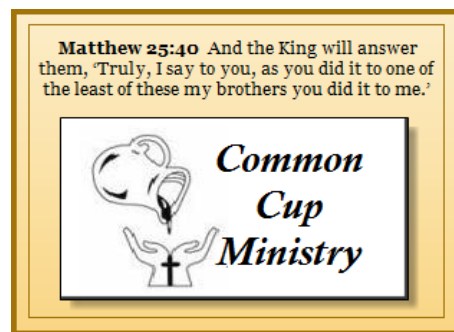 Matthew 25:40 And the King will answer
them, ‘Truly, I say to you, as you did it to one of
the least of these my brothers you did it to me.’
Common
Cup
Ministry